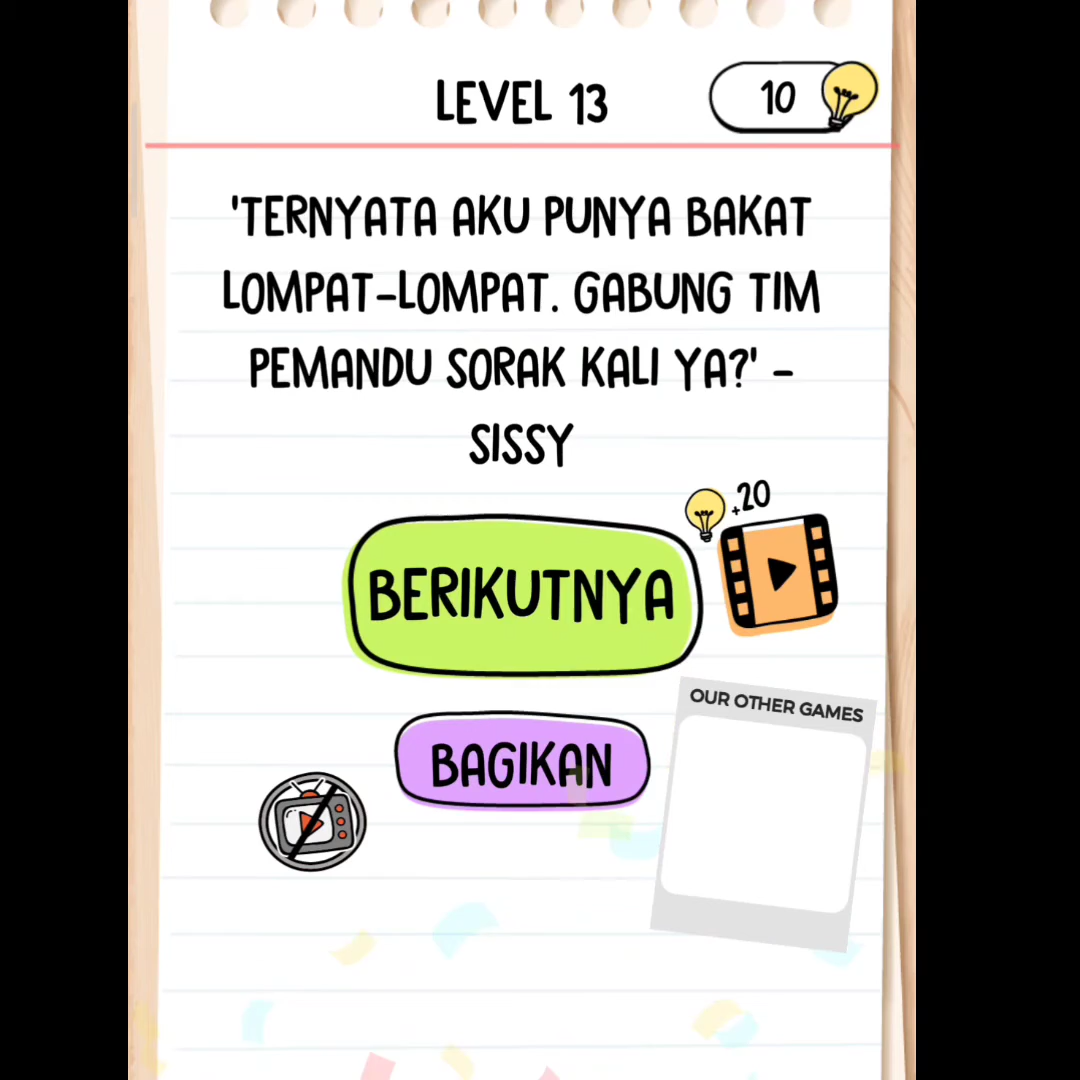 LEVEL 13
10
'TERNYATA AKU PUNYA BAKAT
LOMPAT-LOMPAT. GABUNG TIM
PEMANDU SORAK KALI YA?' -
SISSY
+20
BERIKUTNYA
OUR OTHER GAMES
BAGIKAN